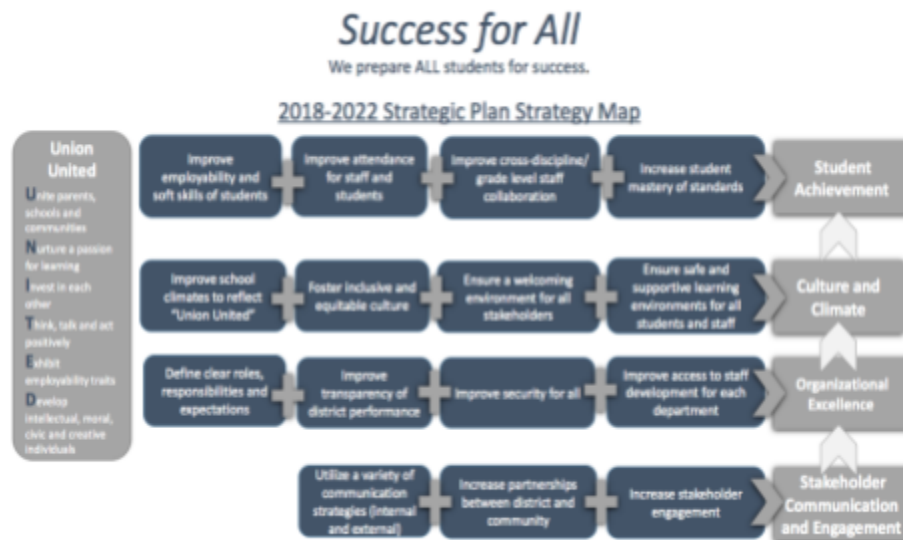 Success for All
We prepare ALL students for success.
2018-2022 Strategic Plan Strategy Map
Union
United
Unite parents,
schools and
communities
Nurture a passion
for learning
Invest in each
other
Think, talk and act
positively
Exhibit
employability traits
Develop
intellectual, moral,
civic and creative
individuals
Improve
employability and
soft skills of students
Improve attendance
for staff and
students
Improve cross-discipline/
grade level staff
collaboration
Increase student
mastery of standards
Student
Achievement
Improve school
climates to reflect
"Union United"
Foster inclusive and
equitable culture
Ensure a welcoming
environment for all
stakeholders
Ensure safe and
supportive learning
environments for all
students and staff
Culture and
Climate
Define clear roles,
responsibilities and
expectations
Improve
transparency of
district performance
Improve security for all
Improve access to staff
development for each
department
Organizational
Excellence
Utilize a variety of
communication
strategies (internal
and external)
Increase partnerships
between district and
community
Increase stakeholder
engagement
Stakeholder
Communication
and Engagement